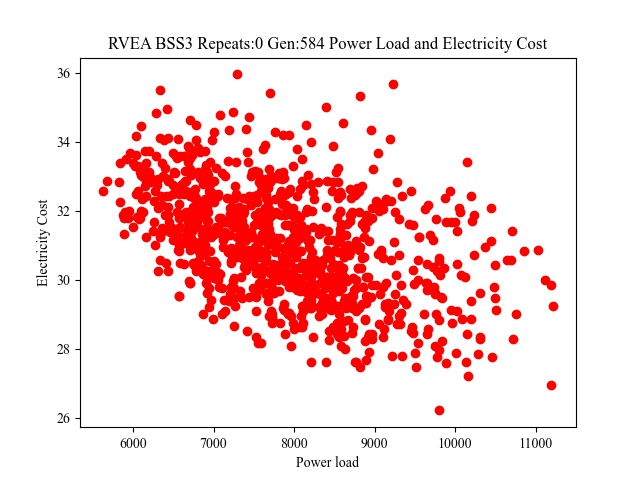 RVEA BSS3 Repeats:0 Gen:584 Power Load and Electricity Cost
36
34
32
30
28
26
Electricity Cost
6000 7000 8000 9000 10000 11000
Power load